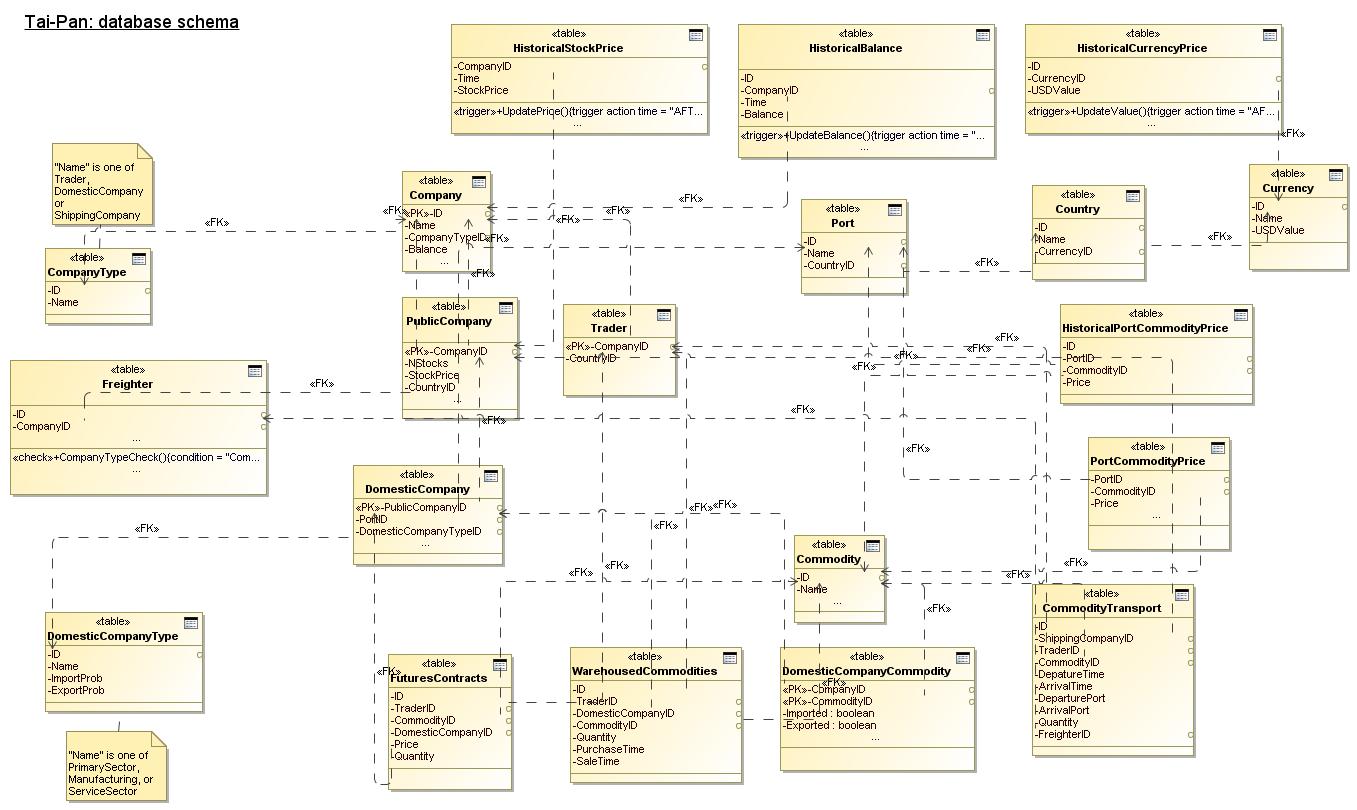 Tai-Pan: database schema
«table»
HistoricalStockPrice
-CompanyID
-Time
-StockPrice
«trigger»+UpdatePrice(){trigger action time = "AFT...
...
«table»
HistoricalBalance
-ID
-CompanyID
-Time
-Balance
«trigger»+UpdateBalance(){trigger action time = "...
...
«table»
HistoricalCurrencyPrice
-ID
-CurrencyID
-USDValue
«trigger»+UpdateValue(){trigger action time = "AF...
...
«FK»
"Name" is one of
Trader,
DomesticCompany
or
ShippingCompany
«FK»
«table»
CompanyType
-ID
-Name
«table»
Company
«PK»-ID
-Name
-CompanyTypeID
-Balance
...
«FK»
«FK»
«FK»
«FK»
«FK»
«FK»
«table»
Port
-ID
-Name
-CountryID
«FK»
«table»
Country
-ID
-Name
-CurrencyID
«FK»
«table»
Currency
-ID
-Name
-USDValue
«table»
PublicCompany
«PK»-CompanyID
-NStocks
-StockPrice
-CountryID
...
«FK»
«table»
Trader
«PK»-CompanyID
-CountryID
«table»
HistoricalPortCommodityPrice
-ID
-PortID
-CommodityID
-Price
«FK»
«FK»
«FK»
«FK»
«table»
Freighter
-ID
-CompanyID
...
«check»+CompanyTypeCheck(){condition = "Com...
...
«FK»
«FK»
«FK»
«table»
PortCommodityPrice
-PortID
-CommodityID
-Price
...
«table»
DomesticCompany
«PK»-PublicCompanyID
-PortID
-DomesticCompanyTypeID
...
«FK»
«FK»
«FK»
«FK»
«FK»
«FK»
«table»
Commodity
-ID
-Name
...
«FK»
«FK»
«FK»
«table»
CommodityTransport
-ID
-ShippingCompanyID
-TraderID
-CommodityID
-DepatureTime
-ArrivalTime
-DeparturePort
-ArrivalPort
-Quantity
-FreighterID
«table»
DomesticCompanyType
-ID
-Name
-ImportProb
-ExportProb
"Name" is one of
PrimarySector,
Manufacturing, or
ServiceSector
«FK»
«table»
FuturesContracts
-ID
-TraderID
-CommodityID
-DomesticCompanyID
-Price
-Quantity
«table»
WarehousedCommodities
-ID
-TraderID
-DomesticCompanyID
-CommodityID
-Quantity
-PurchaseTime
-SaleTime
«table»
DomesticCompanyCommodity
«FK»
«PK»-CompanyID
«PK»-CommodityID
-Imported : boolean
-Exported : boolean
...